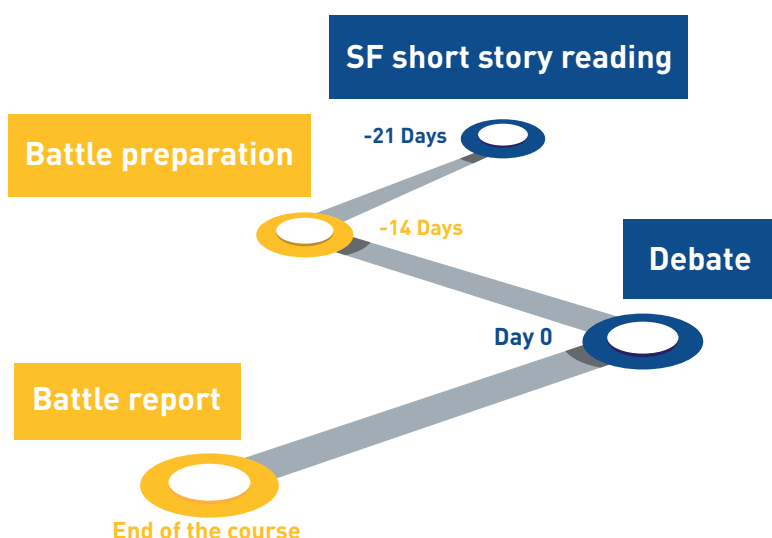 SF short story reading
-21 Days
Battle preparation
-14 Days
Debate
Day 0
Battle report
End of the course